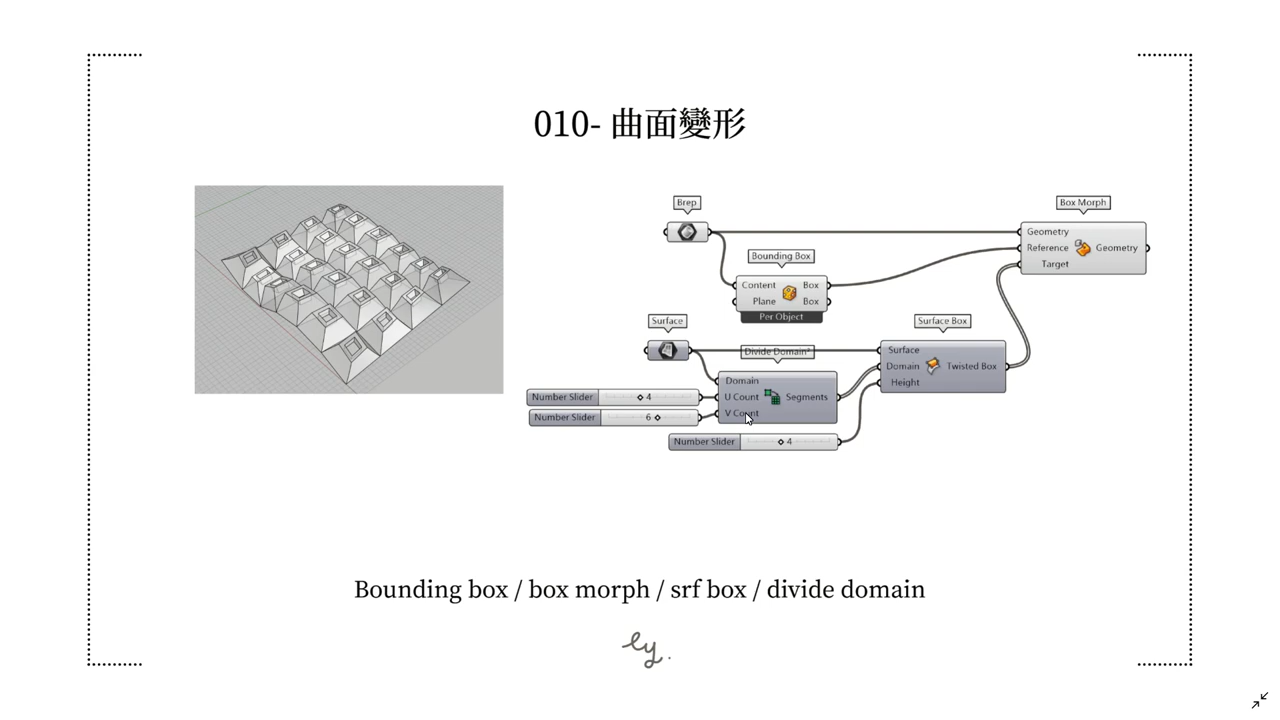 010- 曲面變形
Brep
Box Morph
Geometry
Reference Geometry
Target
Bounding Box
Content Box
Plane Box
Per Object
Surface
Surface Box
Divide Domain²
Surface
Domain Twisted Box
Height
Domain
U Count Segments
V Count
Number Slider 4
Number Slider 6
Number Slider 4
Bounding box / box morph / srf box / divide domain
ly.